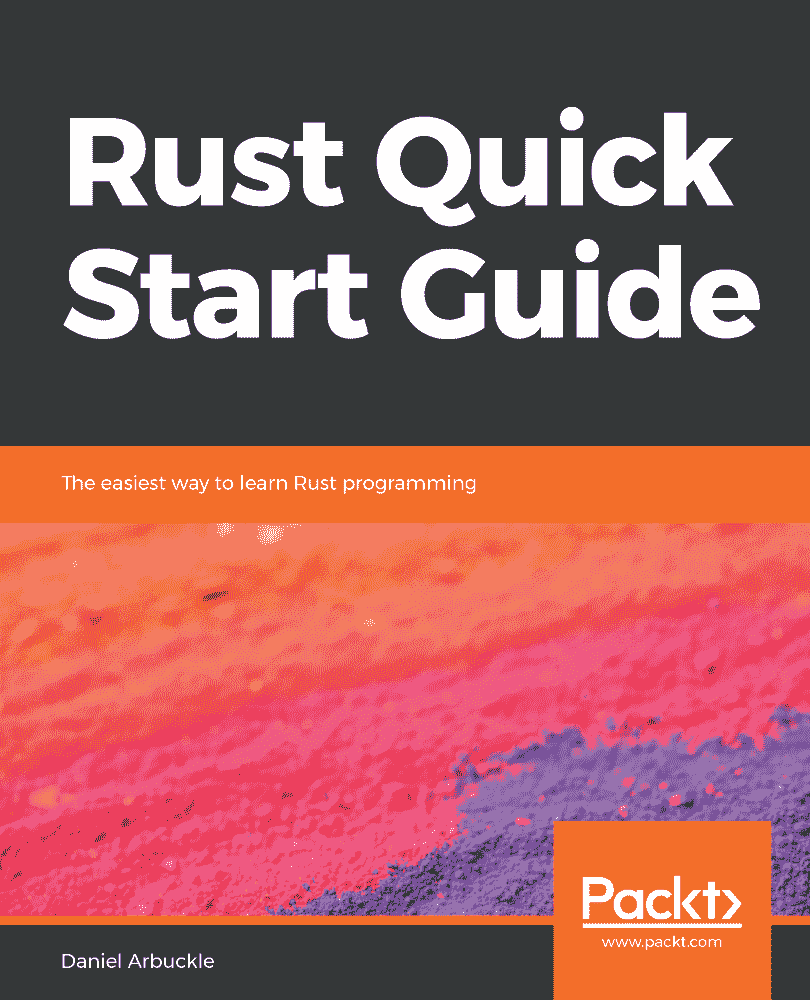 Rust Quick
Start Guide
The easiest way to learn Rust programming
Packt>
www.packt.com
Daniel Arbuckle